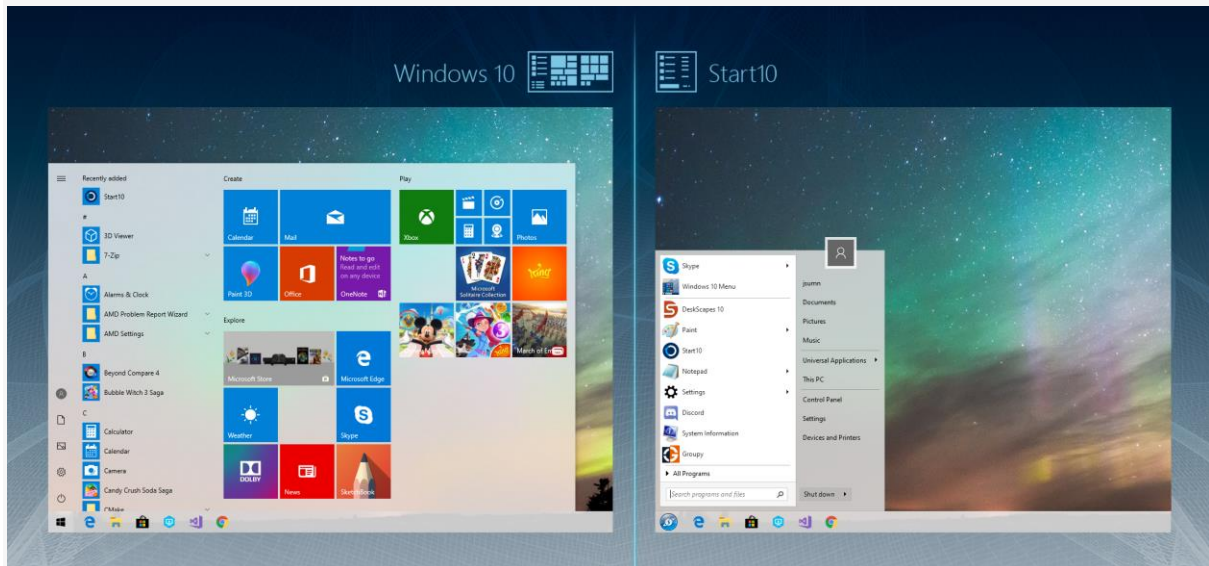 Windows 10
Start10
Recently added
Start10
#
3D Viewer
7-Zip
A
Alarms & Clock
AMD Problem Report Wizard
AMD Settings
B
Beyond Compare 4
Bubble Witch 3 Saga
C
Calculator
Calendar
Camera
Candy Crush Soda Saga
CMake
Create
Calendar
Mail
Paint 3D
Office
Notes to go
Read and edit
on any device
OneNote
Explore
Microsoft Store
Microsoft Edge
Weather
Skype
DOLBY
News
SketchBook
Play
Xbox
Photos
Microsoft
Solitaire Collection
King
March of Em
Skype
Windows 10 Menu
DeskScapes 10
Paint
Start10
Notepad
Settings
Discord
System Information
Groupy
All Programs
Search programs and files
jsumn
Documents
Pictures
Music
Universal Applications
This PC
Control Panel
Settings
Devices and Printers
Shut down